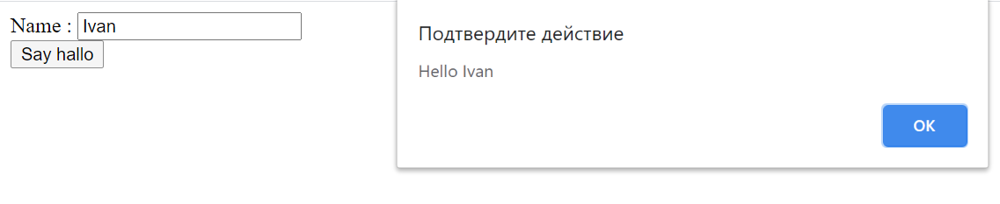 Name : Ivan
Say hallo
Подтвердите действие
Hello Ivan
OK